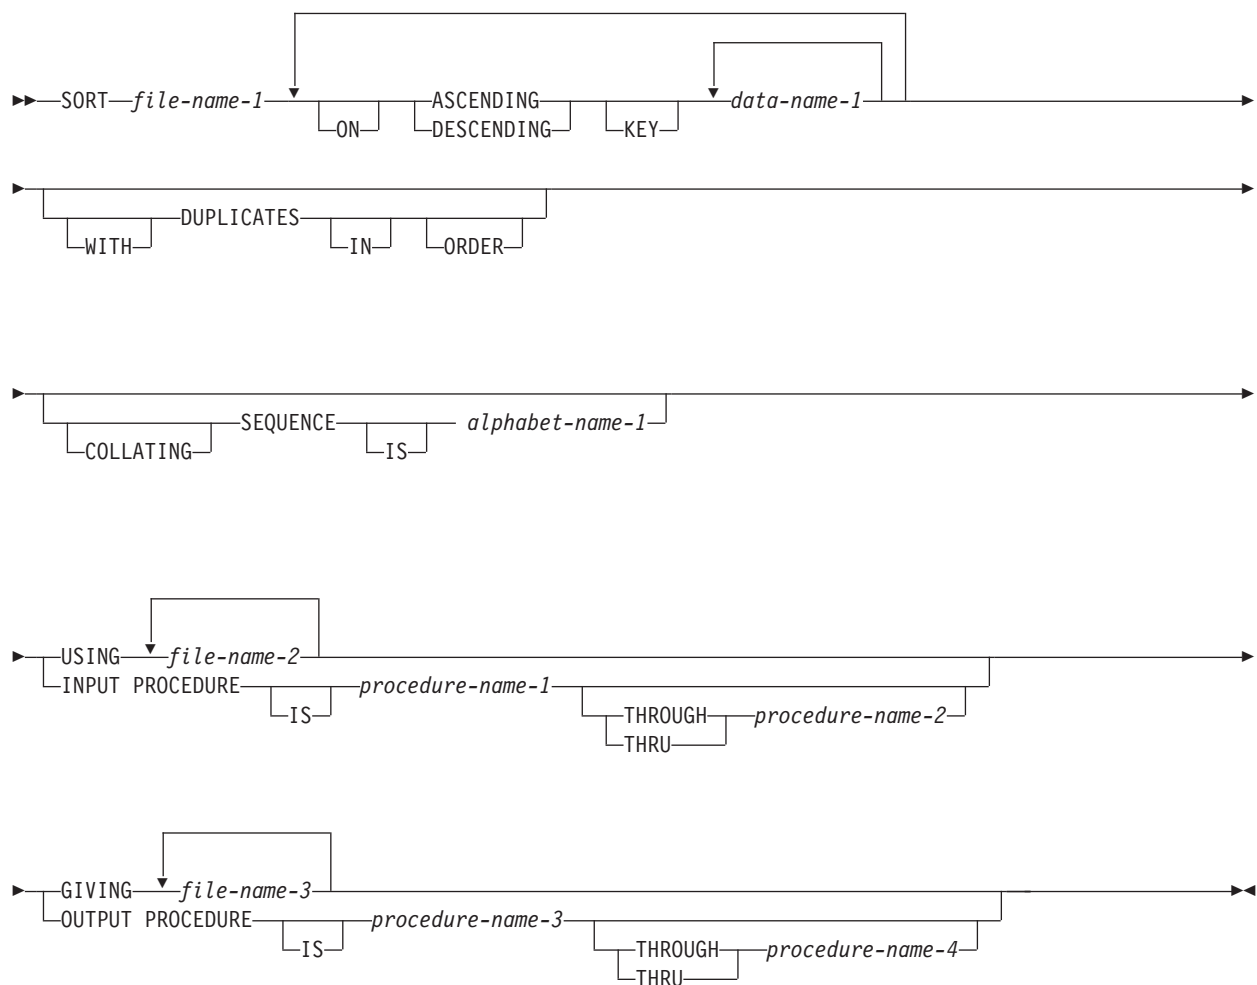 SORT file-name-1 ASCENDING data-name-1
ON DESCENDING KEY
DUPLICATES
WITH IN ORDER
SEQUENCE alphabet-name-1
COLLATING IS
USING file-name-2
INPUT PROCEDURE procedure-name-1
IS THROUGH procedure-name-2
THRU
GIVING file-name-3
OUTPUT PROCEDURE procedure-name-3
IS THROUGH procedure-name-4
THRU